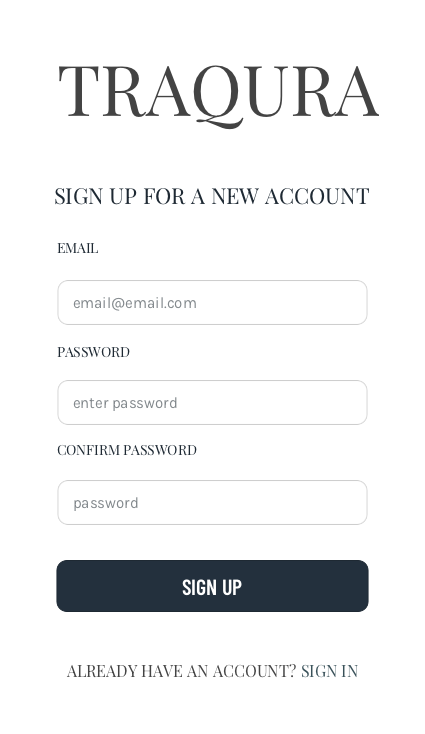 TRAQURA
SIGN UP FOR A NEW ACCOUNT
EMAIL
email@email.com
PASSWORD
enter password
CONFIRM PASSWORD
password
SIGN UP
ALREADY HAVE AN ACCOUNT? SIGN IN